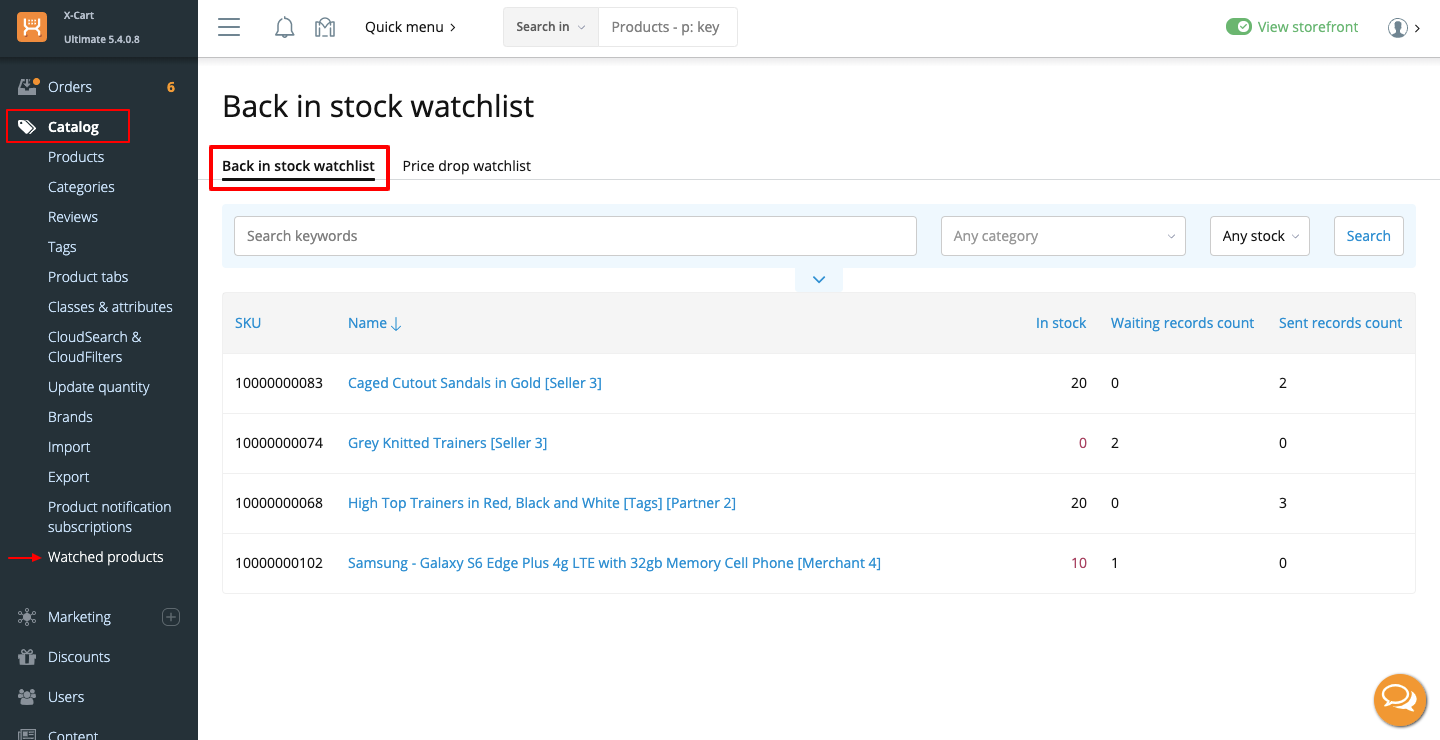 X-Cart
Ultimate 5.4.0.8
Quick menu
Search in
Products - p: key
View storefront
Orders 6
Catalog
Products
Categories
Reviews
Tags
Product tabs
Classes & attributes
CloudSearch &
CloudFilters
Update quantity
Brands
Import
Export
Product notification
subscriptions
Watched products
Marketing
Discounts
Users
Content
Back in stock watchlist
Back in stock watchlist Price drop watchlist
Search keywords Any category Any stock Search
SKU Name In stock Waiting records count Sent records count
10000000083 Caged Cutout Sandals in Gold [Seller 3] 20 0 2
10000000074 Grey Knitted Trainers [Seller 3] 0 2 0
10000000068 High Top Trainers in Red, Black and White [Tags] [Partner 2] 20 0 3
10000000102 Samsung - Galaxy S6 Edge Plus 4g LTE with 32gb Memory Cell Phone [Merchant 4] 10 1 0